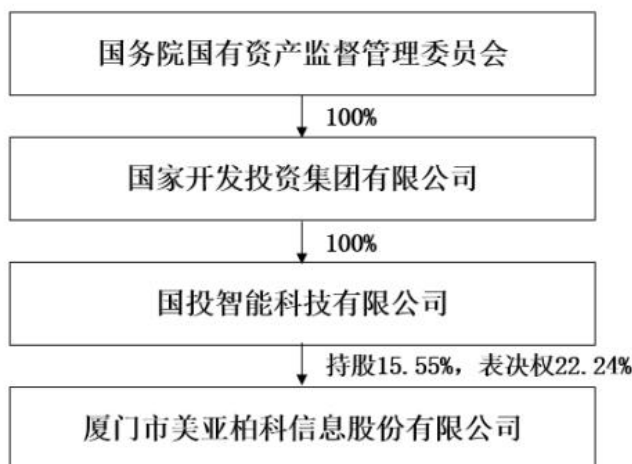 国务院国有资产监督管理委员会
100%
国家开发投资集团有限公司
100%
国投智能科技有限公司
持股15.55%，表决权22.24%
厦门市美亚柏科信息股份有限公司